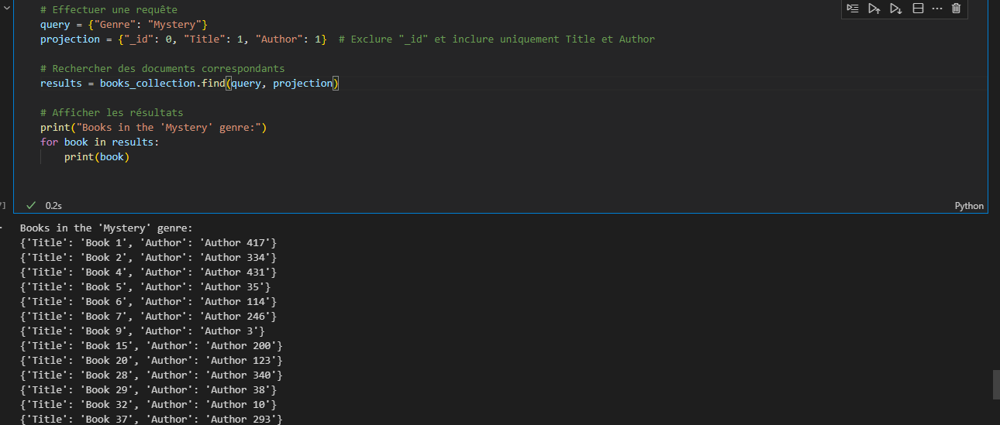 # Effectuer une requête
query = {"Genre": "Mystery"}
projection = {"_id": 0, "Title": 1, "Author": 1}  # Exclure "_id" et inclure uniquement Title et Author
# Rechercher des documents correspondants
results = books_collection.find(query, projection)
# Afficher les résultats
print("Books in the 'Mystery' genre:")
for book in results:
    print(book)
0.2s
Python
Books in the 'Mystery' genre:
{'Title': 'Book 1', 'Author': 'Author 417'}
{'Title': 'Book 2', 'Author': 'Author 334'}
{'Title': 'Book 4', 'Author': 'Author 431'}
{'Title': 'Book 5', 'Author': 'Author 35'}
{'Title': 'Book 6', 'Author': 'Author 114'}
{'Title': 'Book 7', 'Author': 'Author 246'}
{'Title': 'Book 9', 'Author': 'Author 3'}
{'Title': 'Book 15', 'Author': 'Author 200'}
{'Title': 'Book 20', 'Author': 'Author 123'}
{'Title': 'Book 28', 'Author': 'Author 340'}
{'Title': 'Book 29', 'Author': 'Author 38'}
{'Title': 'Book 32', 'Author': 'Author 10'}
{'Title': 'Book 37', 'Author': 'Author 293'}